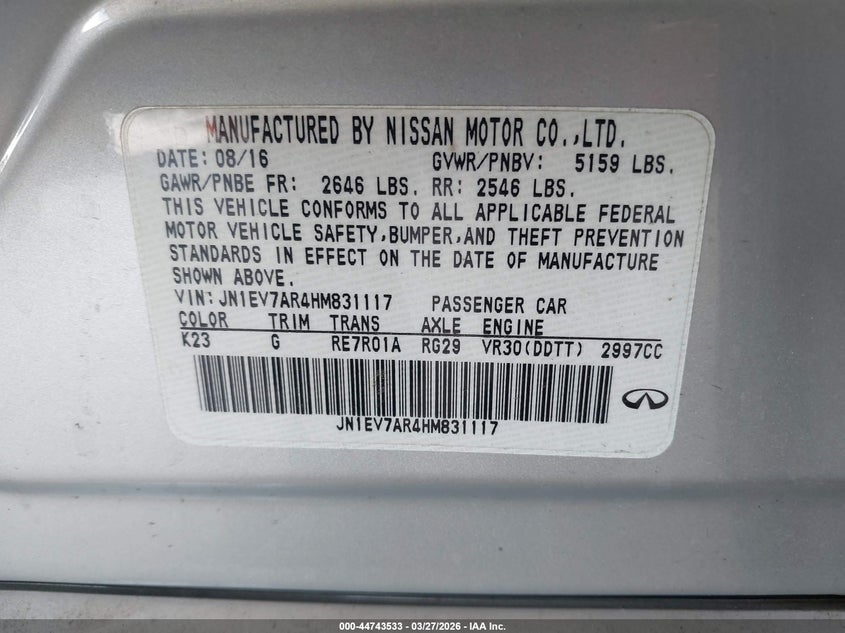 MANUFACTURED BY NISSAN MOTOR CO.,LTD.
DATE: 08/16 GVWR/PNBV: 5159 LBS.
GAWR/PNBE FR: 2646 LBS. RR: 2546 LBS.
THIS VEHICLE CONFORMS TO ALL APPLICABLE FEDERAL
MOTOR VEHICLE SAFETY,BUMPER,AND THEFT PREVENTION
STANDARDS IN EFFECT ON THE DATE OF MANUFACTURE
SHOWN ABOVE.
VIN: JN1EV7AR4HM831117 PASSENGER CAR
COLOR TRIM TRANS AXLE ENGINE
K23 G RE7R01A RG29 VR30(DDTT) 2997CC
JN1EV7AR4HM831117
000-44743533 — 03/27/2026 — IAA Inc.